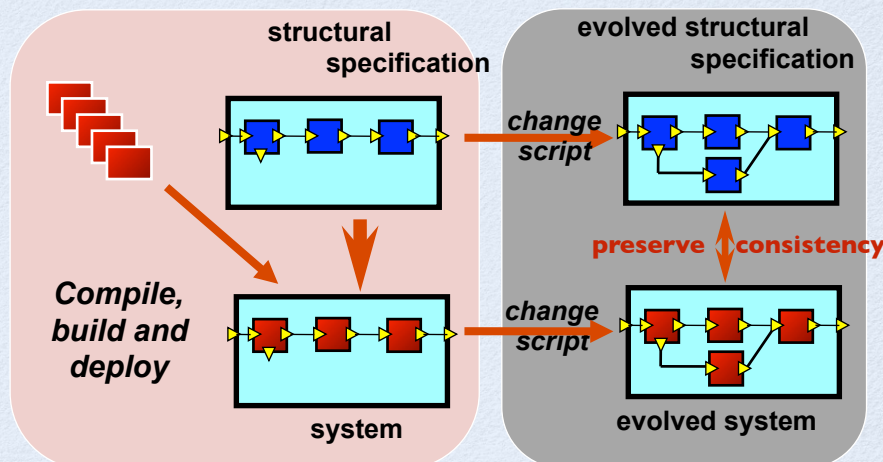 structural
specification
evolved structural
specification
change
script
preserve consistency
Compile,
build and
deploy
change
script
system
evolved system